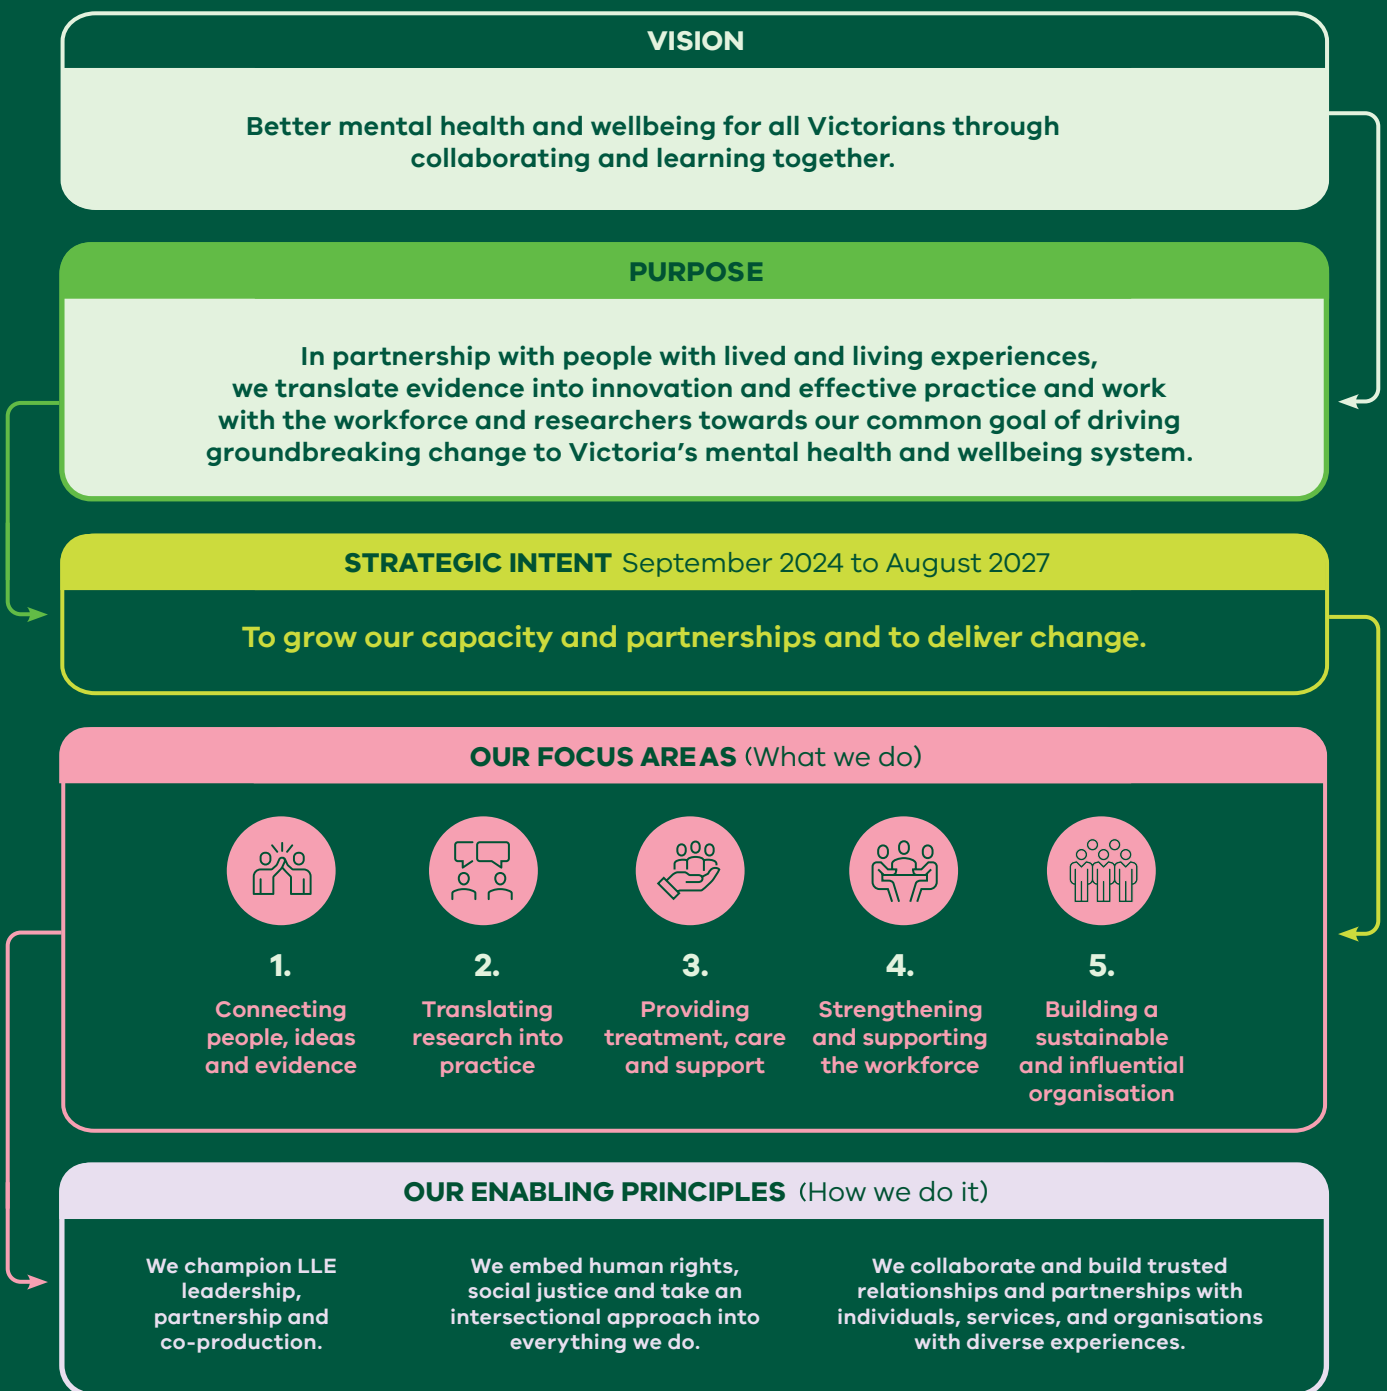 VISION
Better mental health and wellbeing for all Victorians through
collaborating and learning together.
PURPOSE
In partnership with people with lived and living experiences,
we translate evidence into innovation and effective practice and work
with the workforce and researchers towards our common goal of driving
groundbreaking change to Victoria’s mental health and wellbeing system.
STRATEGIC INTENT September 2024 to August 2027
To grow our capacity and partnerships and to deliver change.
OUR FOCUS AREAS (What we do)
1.
Connecting
people, ideas
and evidence
2.
Translating
research into
practice
3.
Providing
treatment, care
and support
4.
Strengthening
and supporting
the workforce
5.
Building a
sustainable
and influential
organisation
OUR ENABLING PRINCIPLES (How we do it)
We champion LLE
leadership,
partnership and
co-production.
We embed human rights,
social justice and take an
intersectional approach into
everything we do.
We collaborate and build trusted
relationships and partnerships with
individuals, services, and organisations
with diverse experiences.